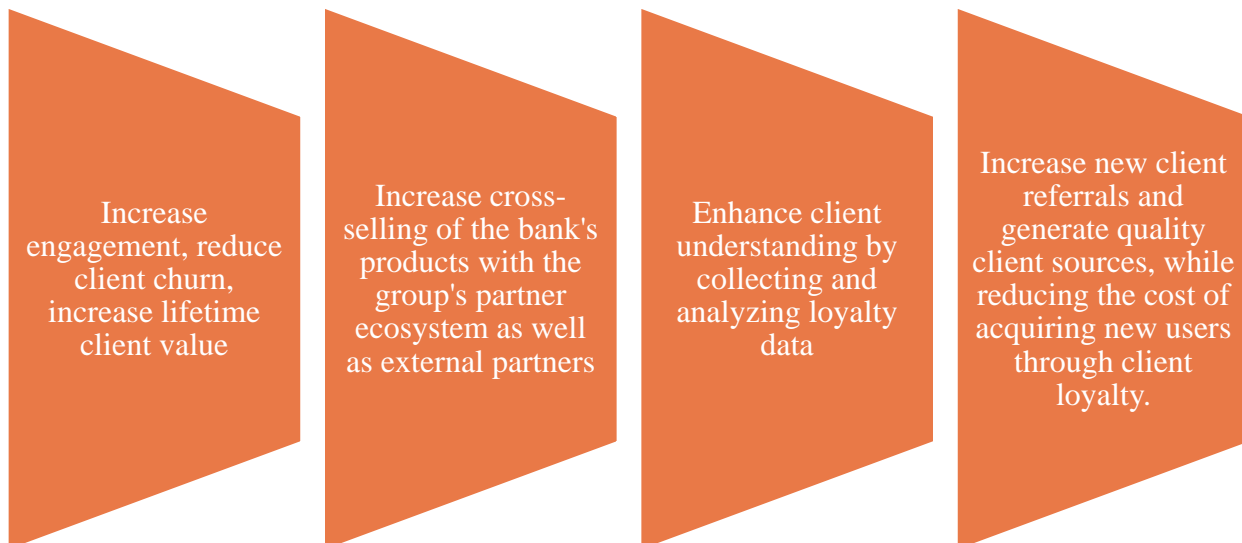 Increase
engagement, reduce
client churn,
increase lifetime
client value
Increase cross-
selling of the bank's
products with the
group's partner
ecosystem as well
as external partners
Enhance client
understanding by
collecting and
analyzing loyalty
data
Increase new client
referrals and
generate quality
client sources, while
reducing the cost of
acquiring new users
through client
loyalty.